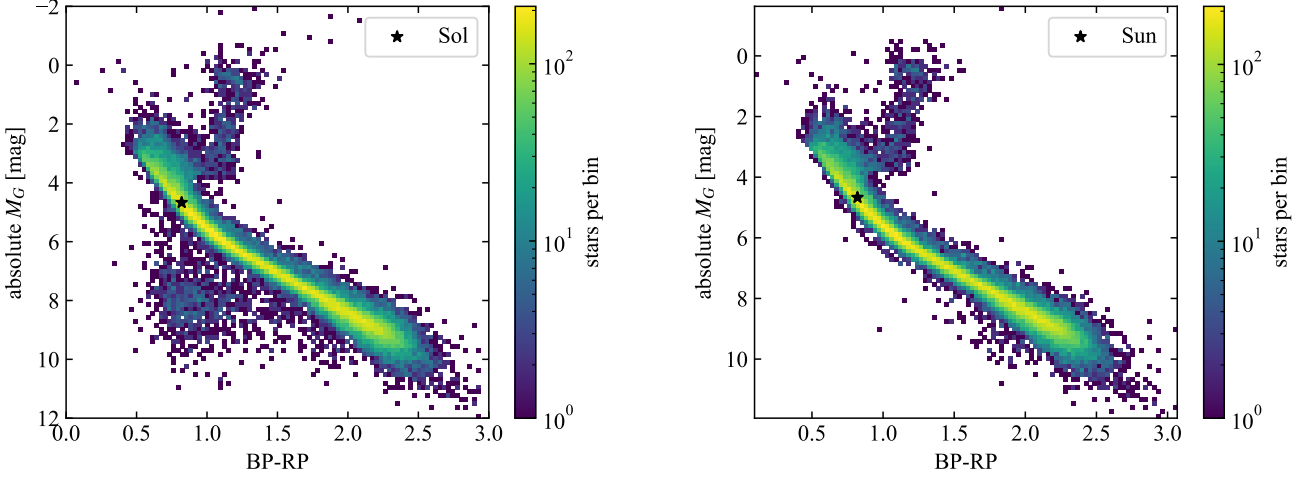 −2
0
2
4
6
8
10
12
0.0 0.5 1.0 1.5 2.0 2.5 3.0
BP-RP
absolute M_G [mag]
Sol
10^2
10^1
10^0
stars per bin
0
2
4
6
8
10
0.5 1.0 1.5 2.0 2.5 3.0
BP-RP
absolute M_G [mag]
Sun
10^2
10^1
10^0
stars per bin